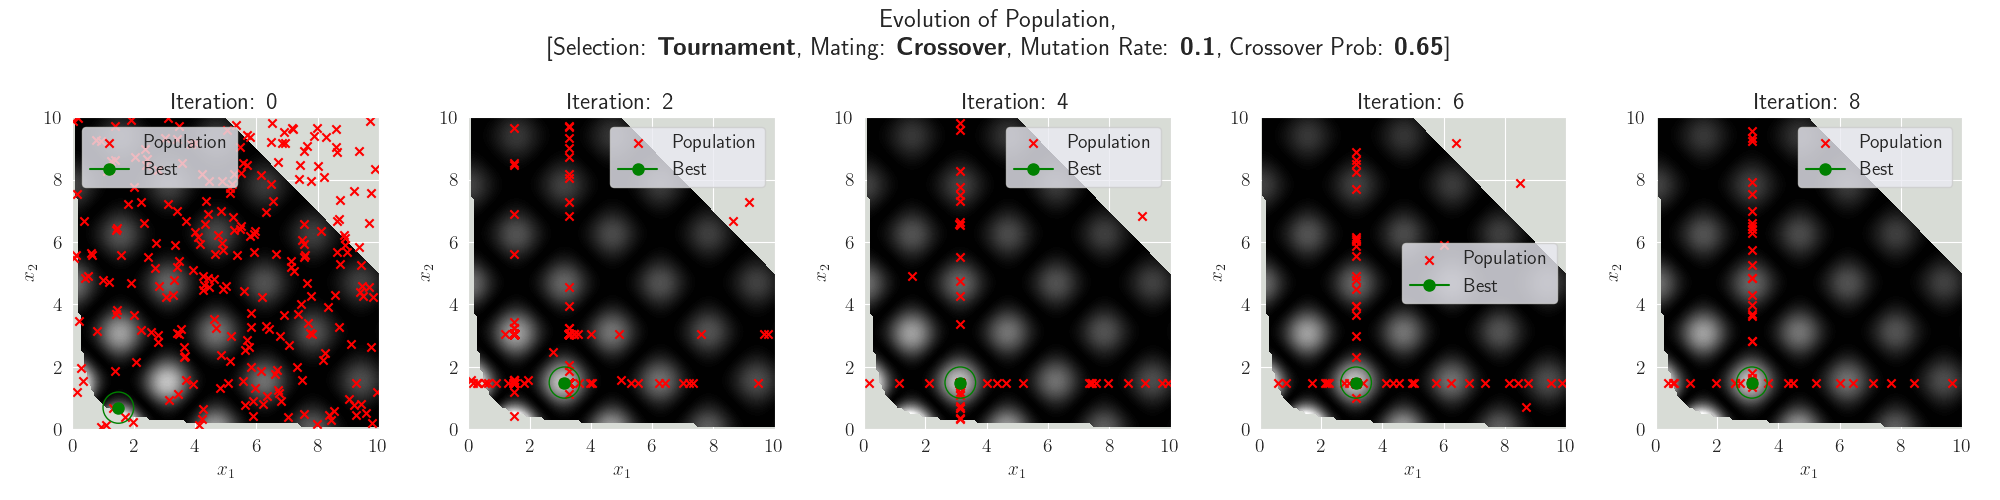 Evolution of Population,
[Selection: Tournament, Mating: Crossover, Mutation Rate: 0.1, Crossover Prob: 0.65]
Iteration: 0
10
8
6
4
2
0
x2
Population
Best
0 2 4 6 8 10
x1
Iteration: 2
10
8
6
4
2
0
x2
Population
Best
0 2 4 6 8 10
x1
Iteration: 4
10
8
6
4
2
0
x2
Population
Best
0 2 4 6 8 10
x1
Iteration: 6
10
8
6
4
2
0
x2
Population
Best
0 2 4 6 8 10
x1
Iteration: 8
10
8
6
4
2
0
x2
Population
Best
0 2 4 6 8 10
x1